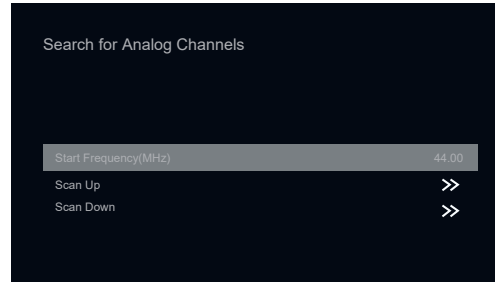 Search for Analog Channels
Start Frequency(MHz) 44.00
Scan Up
Scan Down